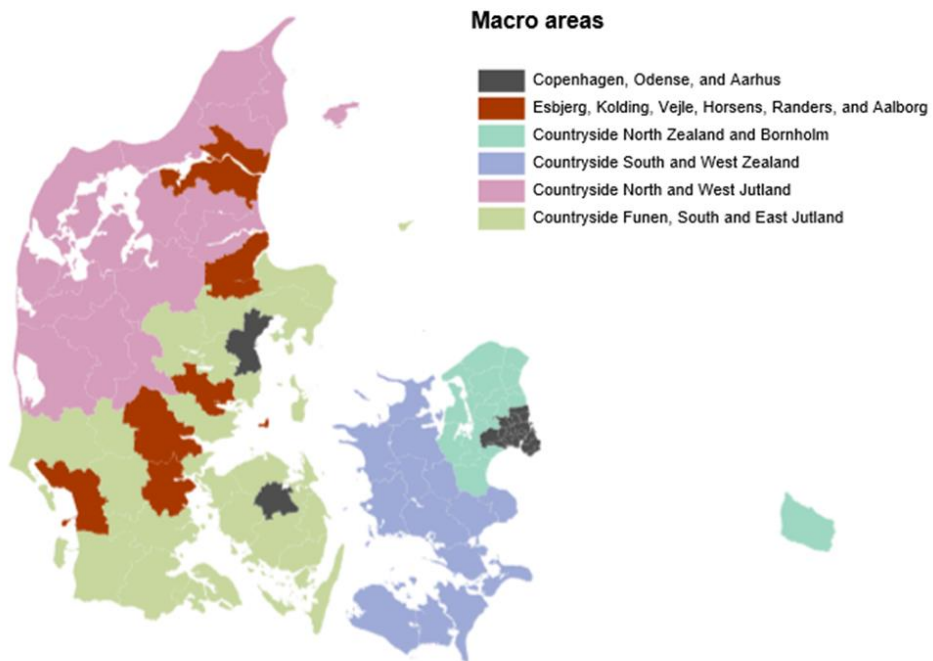 Macro areas
Copenhagen, Odense, and Aarhus
Esbjerg, Kolding, Vejle, Horsens, Randers, and Aalborg
Countryside North Zealand and Bornholm
Countryside South and West Zealand
Countryside North and West Jutland
Countryside Funen, South and East Jutland